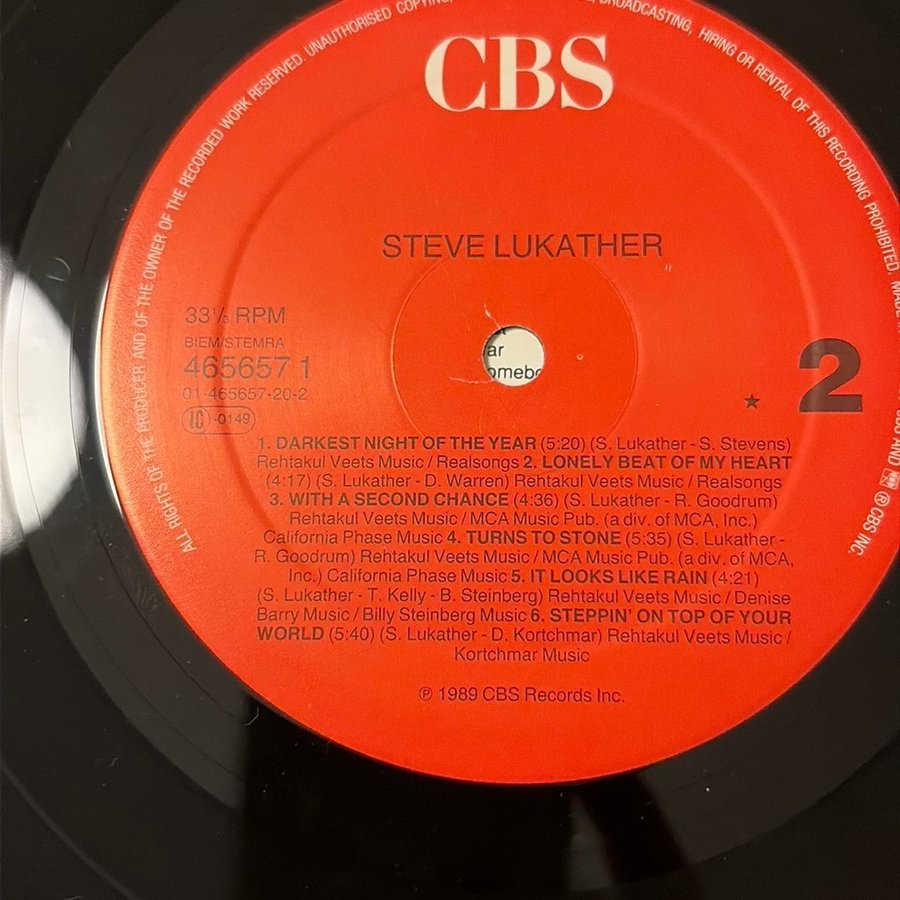 ALL RIGHTS OF THE PRODUCER AND OF THE OWNER OF THE RECORDED WORK RESERVED. UNAUTHORISED COPYING, BROADCASTING, HIRING OR RENTAL OF THIS RECORDING PROHIBITED. MADE
AND
℗ CBS INC.
CBS
STEVE LUKATHER
33⅓ RPM
BIEM/STEMRA
465657 1
01-465657-20-2
LC -0149
★ 2
1. DARKEST NIGHT OF THE YEAR (5:20) (S. Lukather - S. Stevens)
Rehtakul Veets Music / Realsongs 2. LONELY BEAT OF MY HEART
(4:17) (S. Lukather - D. Warren) Rehtakul Veets Music / Realsongs
3. WITH A SECOND CHANCE (4:36) (S. Lukather - R. Goodrum)
Rehtakul Veets Music / MCA Music Pub. (a div. of MCA, Inc.)
California Phase Music 4. TURNS TO STONE (5:35) (S. Lukather -
R. Goodrum) Rehtakul Veets Music / MCA Music Pub. (a div. of MCA,
Inc.) California Phase Music 5. IT LOOKS LIKE RAIN (4:21)
(S. Lukather - T. Kelly - B. Steinberg) Rehtakul Veets Music / Denise
Barry Music / Billy Steinberg Music 6. STEPPIN' ON TOP OF YOUR
WORLD (5:40) (S. Lukather - D. Kortchmar) Rehtakul Veets Music /
Kortchmar Music
℗ 1989 CBS Records Inc.